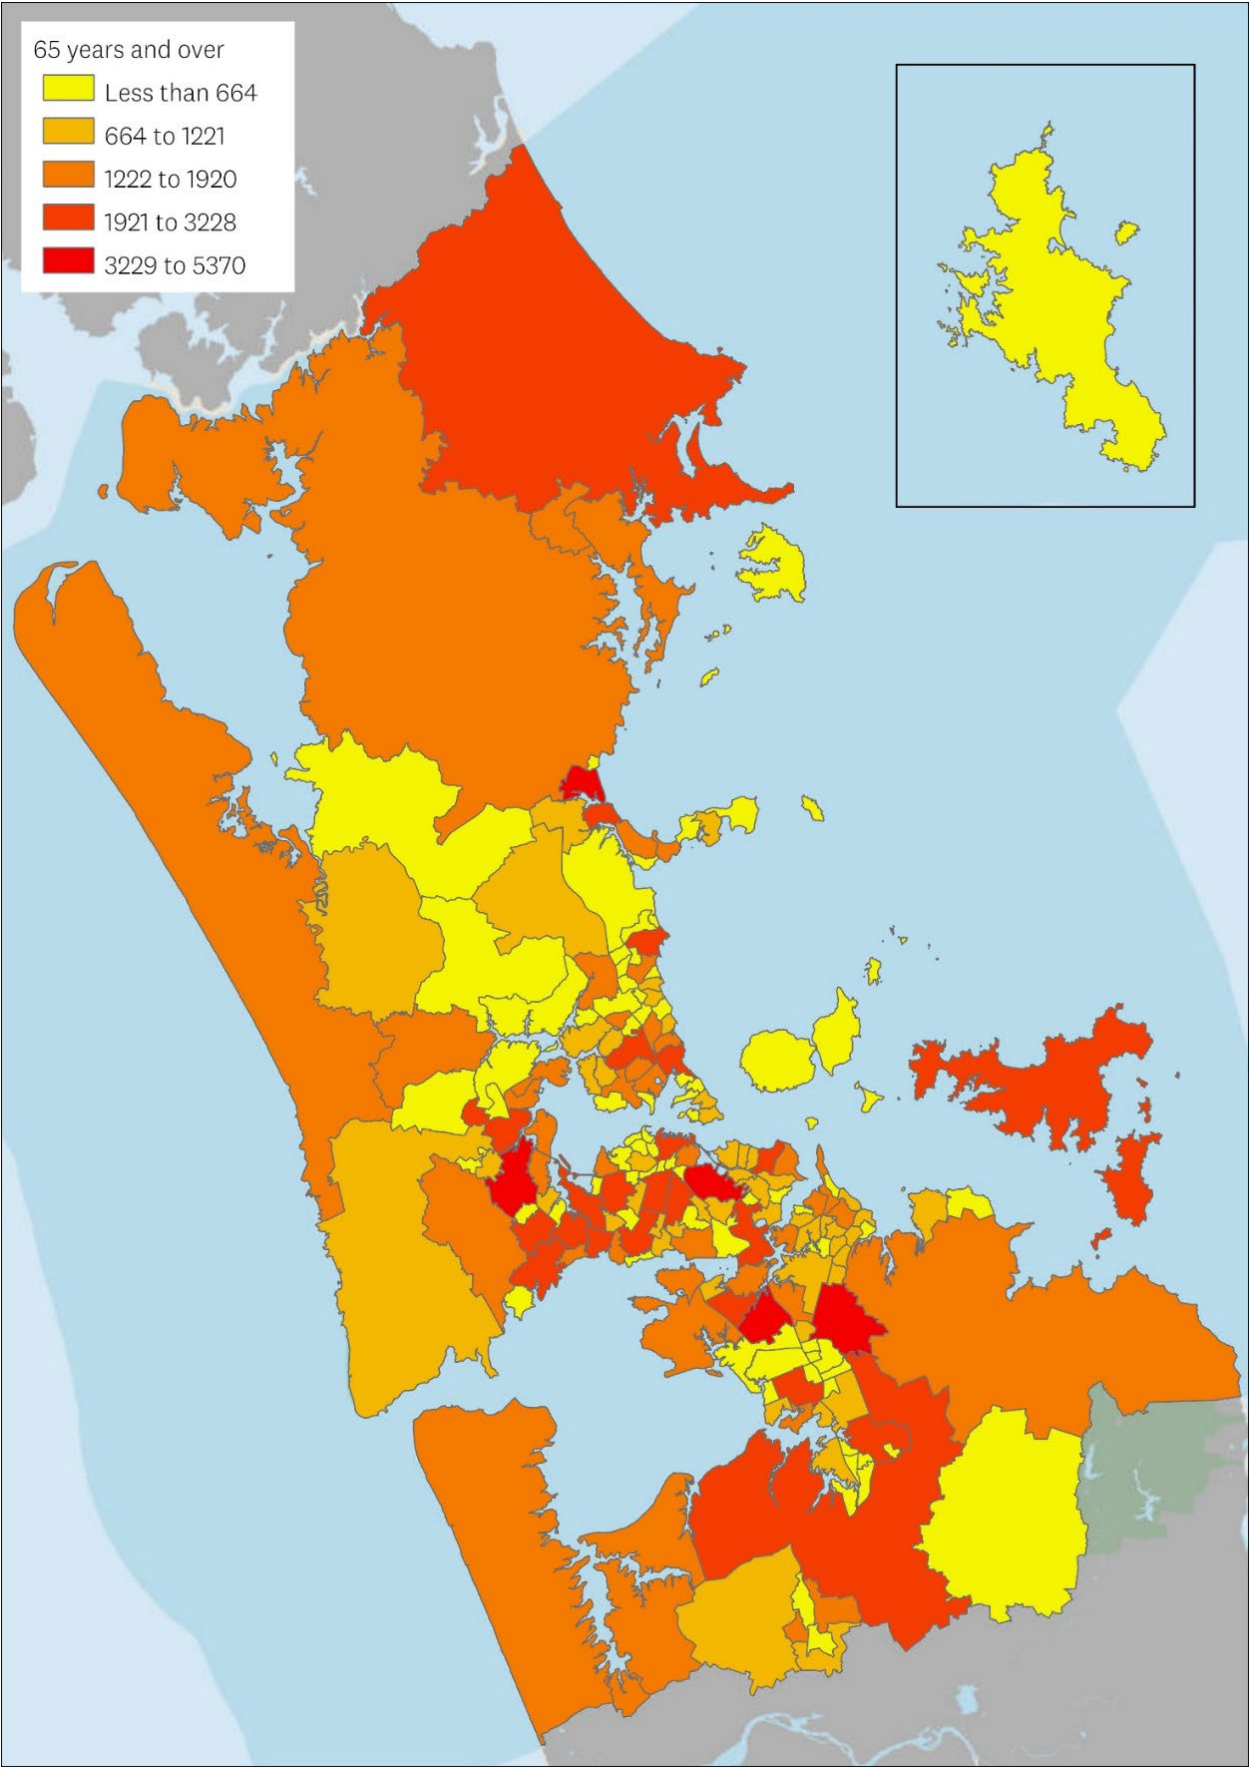 65 years and over
Less than 664
664 to 1221
1222 to 1920
1921 to 3228
3229 to 5370